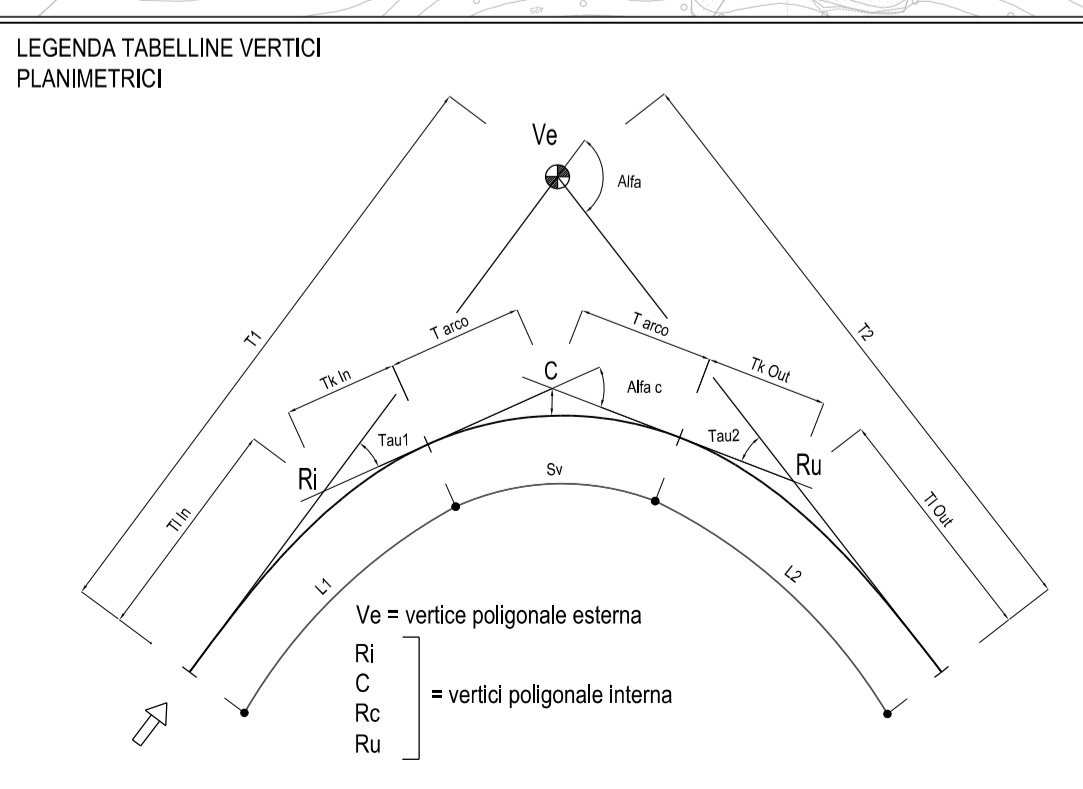 425
LEGENDA TABELLINE VERTICI
PLANIMETRICI
Ve
Alfa
T1
T2
T arco
T arco
Tk In
Tk Out
C
Alfa c
Tau1
Tau2
Ri
Ru
Sv
Tl In
Tl Out
L1
L2
Ve = vertice poligonale esterna
Ri
C
Rc
Ru
= vertici poligonale interna